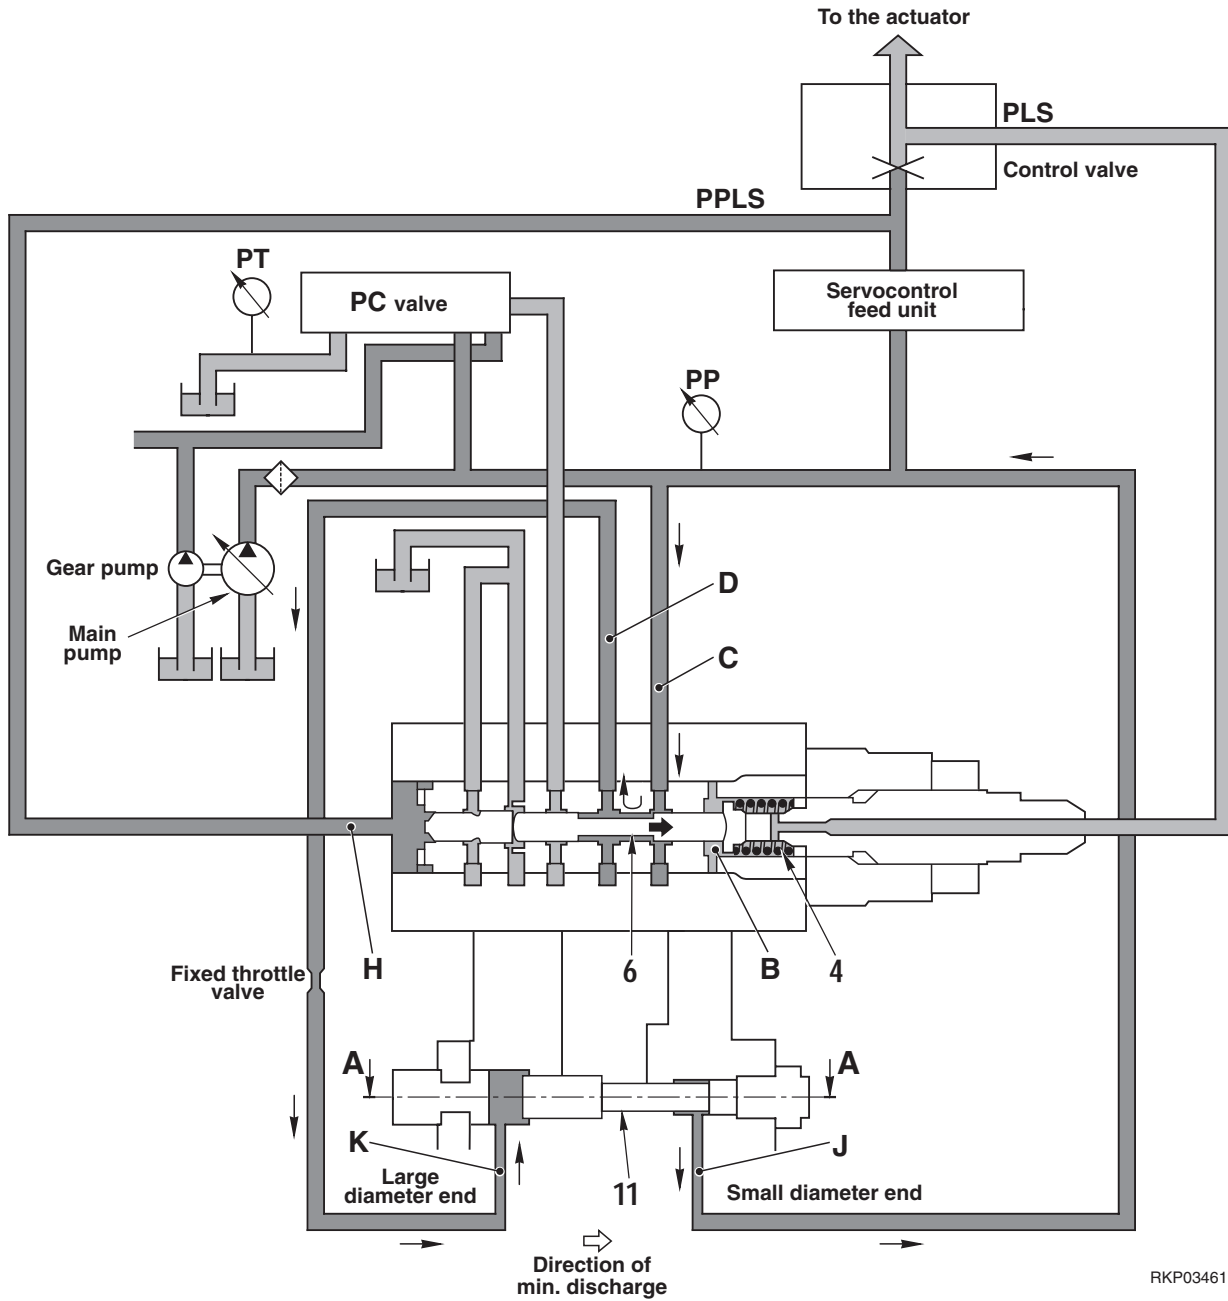 To the actuator
PLS
Control valve
PPLS
PT
PC valve
Servocontrol
feed unit
PP
Gear pump
D
Main
pump
C
H
6
B
4
Fixed throttle
valve
A
A
K
J
Large
diameter end
11
Small diameter end
Direction of
min. discharge
RKP03461